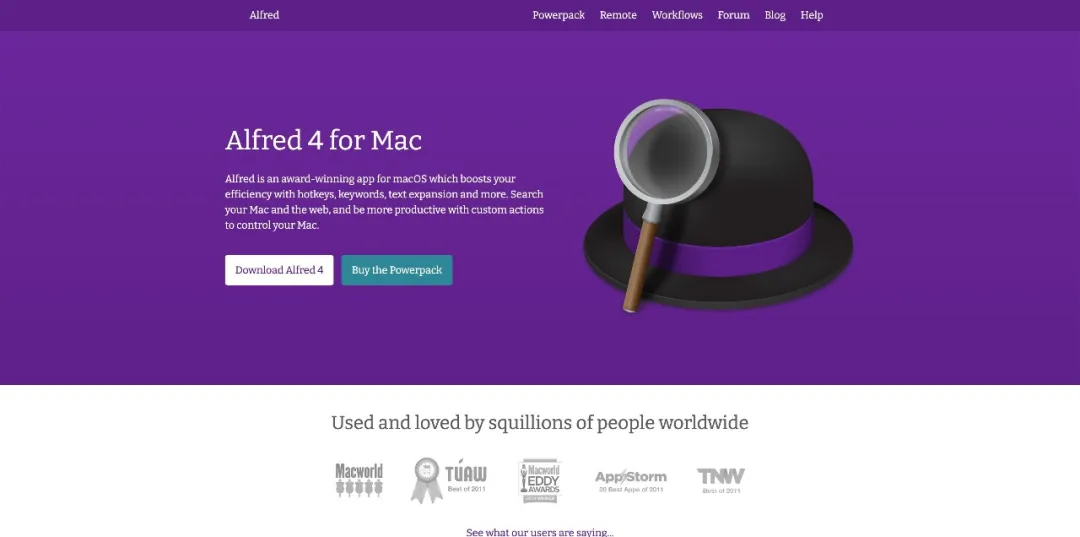 Alfred
Powerpack Remote Workflows Forum Blog Help
Alfred 4 for Mac
Alfred is an award-winning app for macOS which boosts your
efficiency with hotkeys, keywords, text expansion and more. Search
your Mac and the web, and be more productive with custom actions
to control your Mac.
Download Alfred 4
Buy the Powerpack
Used and loved by squillions of people worldwide
Macworld
TUAW
Best of 2011
Macworld
EDDY
AWARDS
AppStorm
20 Best Apps of 2011
TNW
Best of 2011
See what our users are saying...